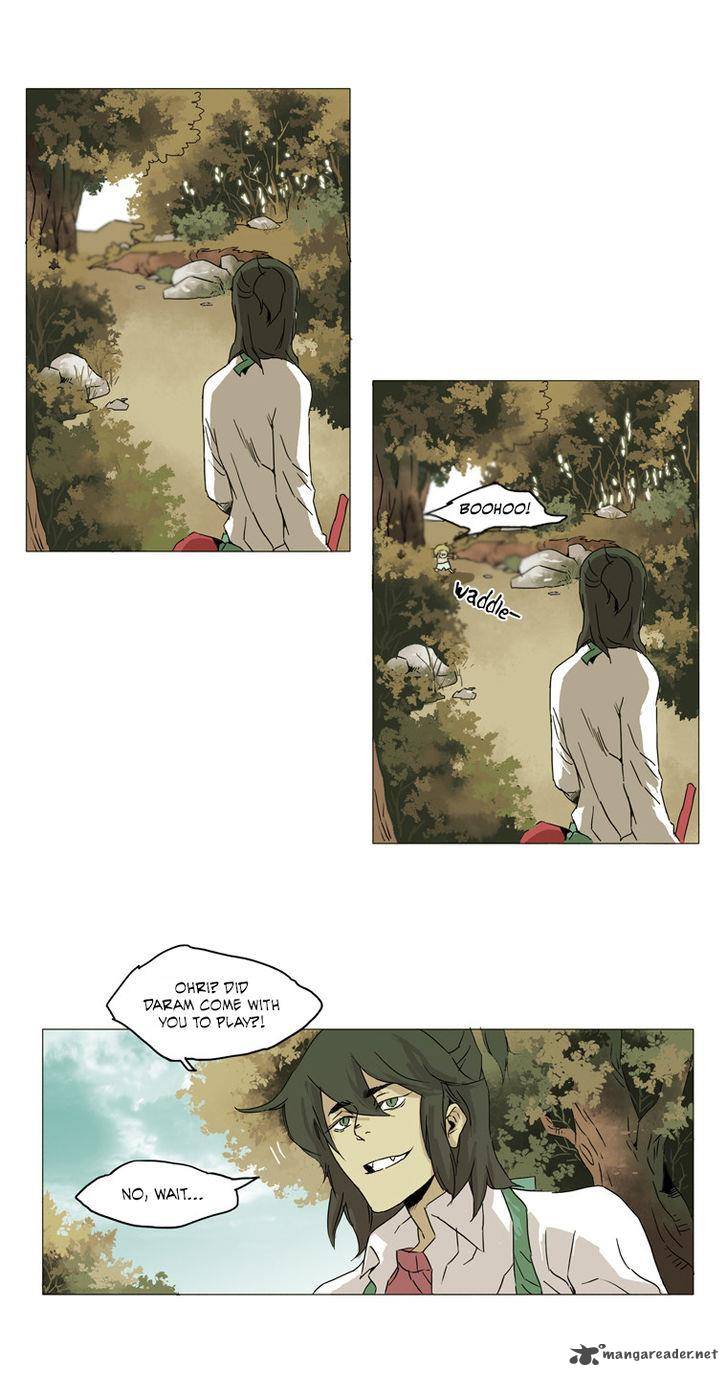 BOOHOO!
waddle~
OHRI? DID
DARAM COME WITH
YOU TO PLAY?!
NO, WAIT...
mangareader.net